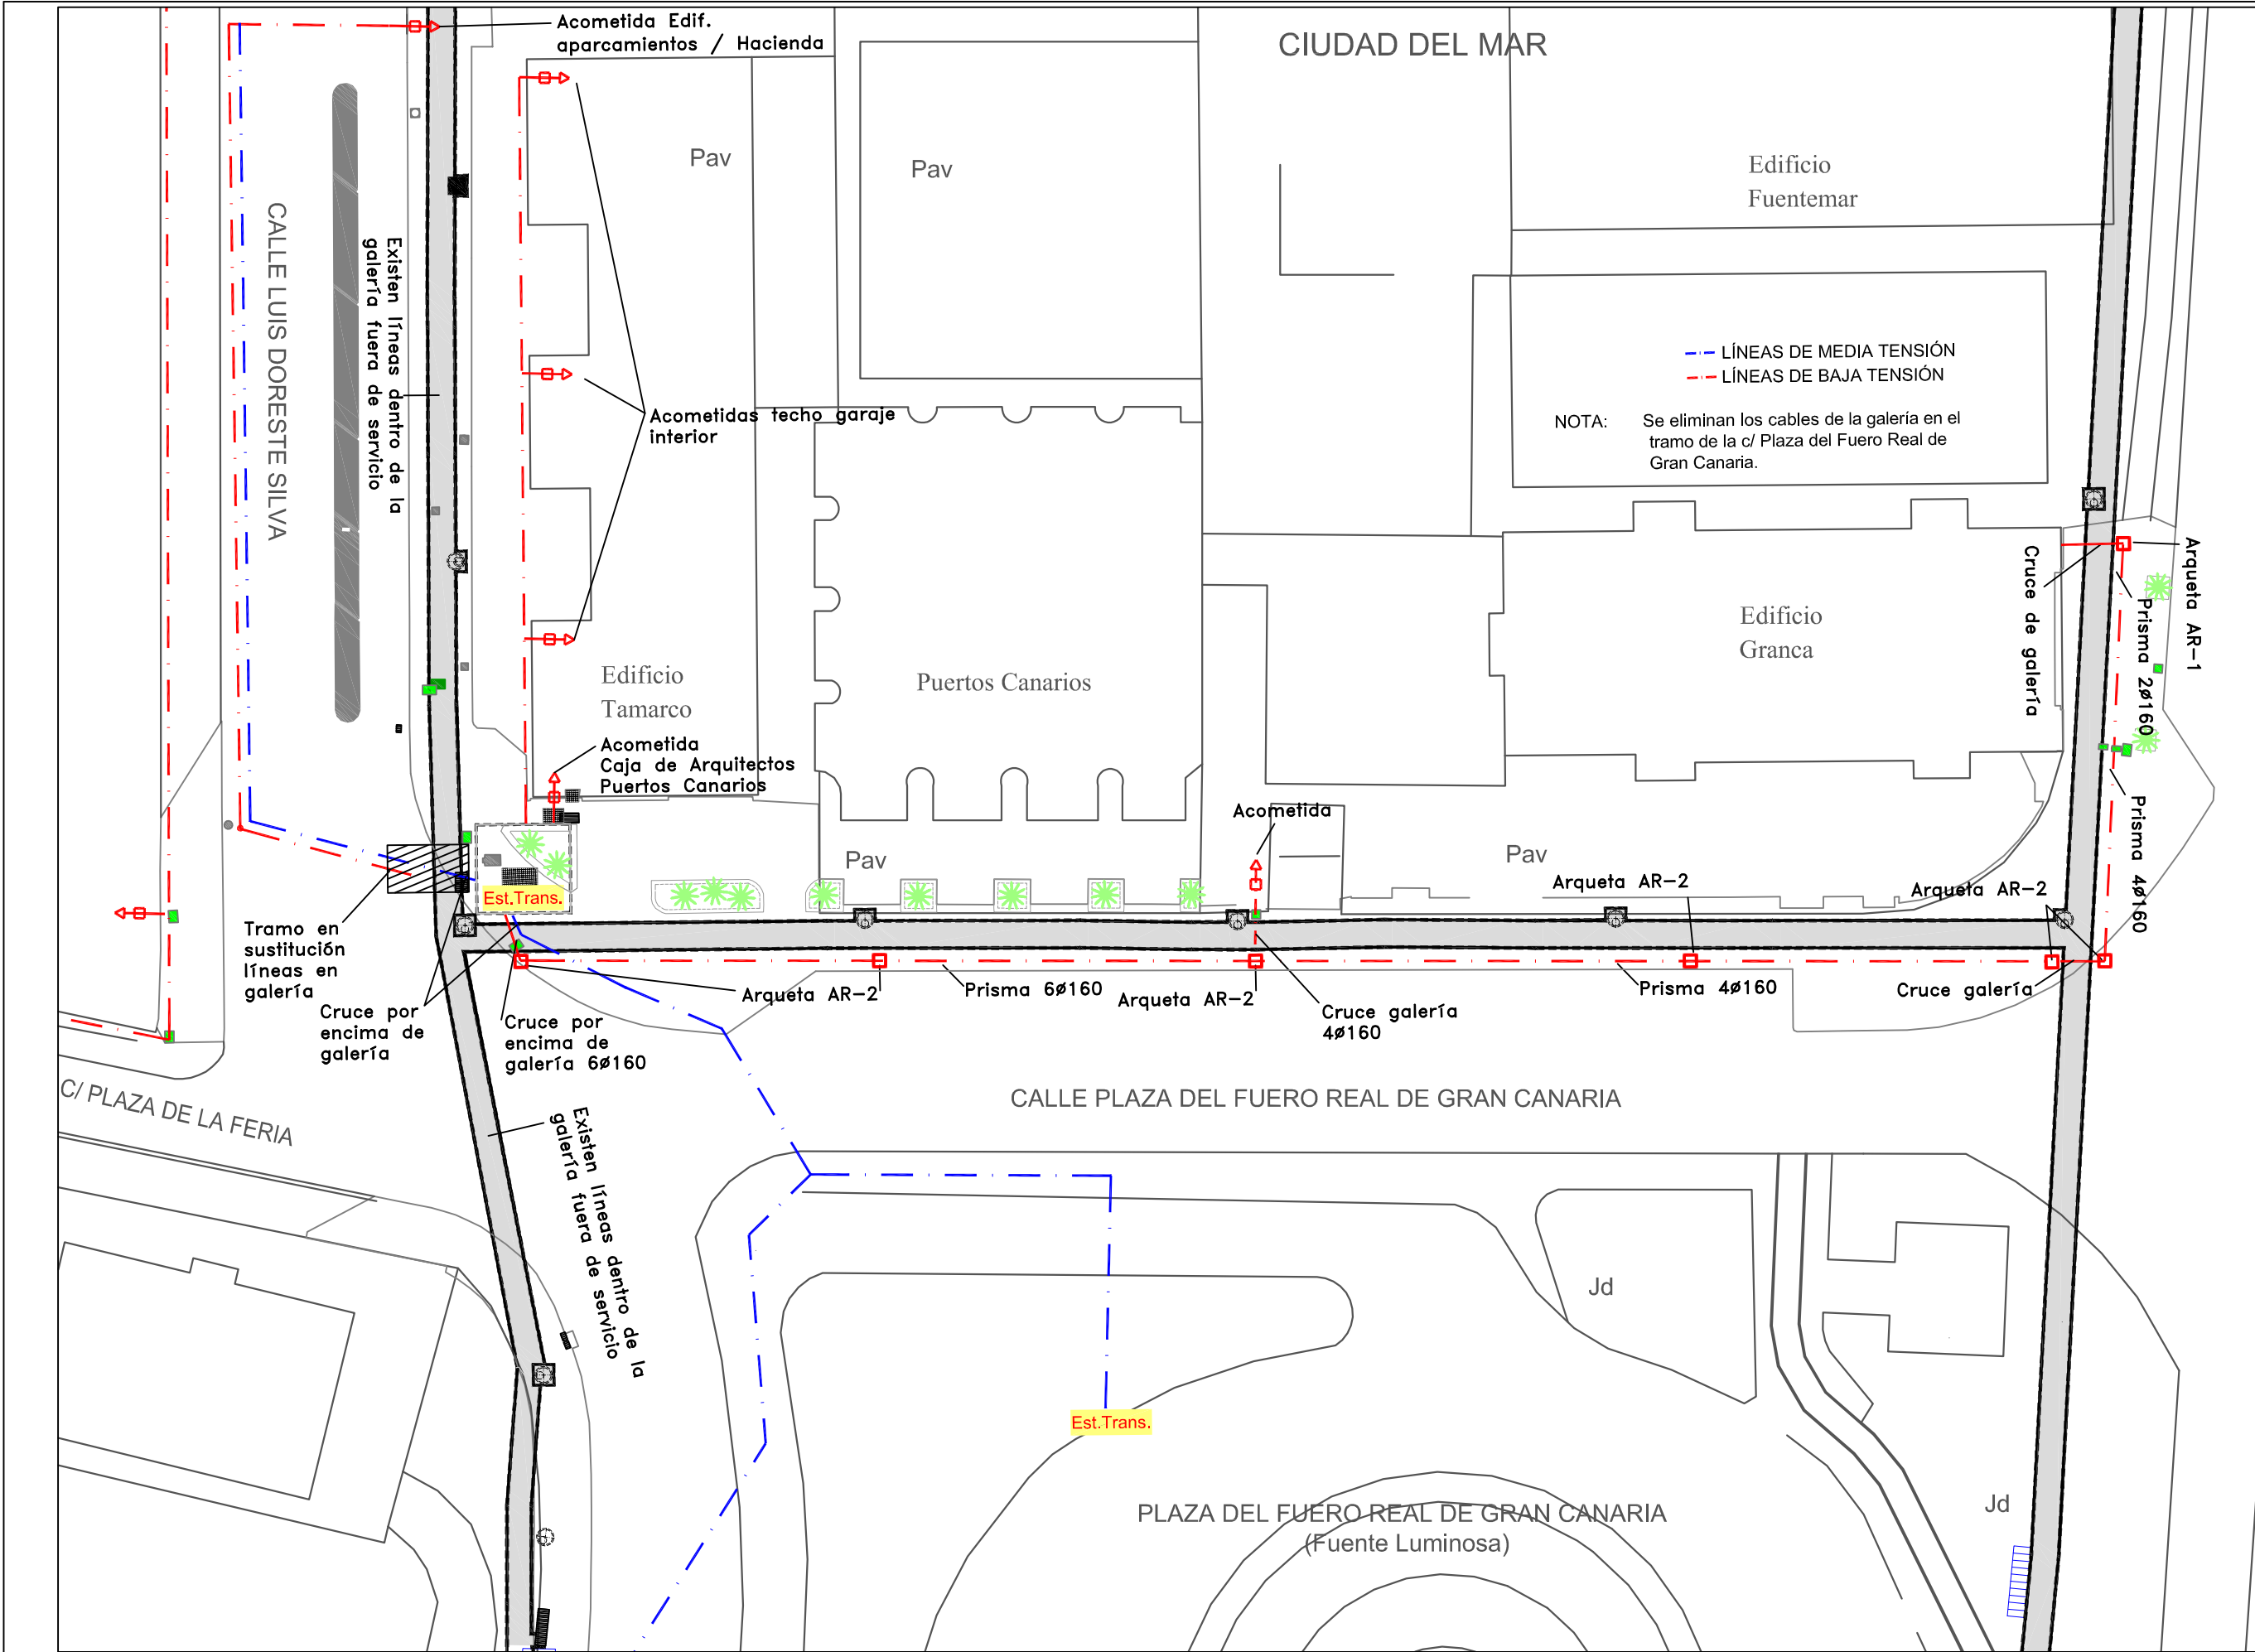 Acometida Edif.
aparcamientos / Hacienda
CIUDAD DEL MAR
Pav
Pav
Edificio
Fuentemar
CALLE LUIS DORESTE SILVA
Existen líneas dentro de la
galería fuera de servicio
LÍNEAS DE MEDIA TENSIÓN
LÍNEAS DE BAJA TENSIÓN
NOTA: Se eliminan los cables de la galería en el
tramo de la c/ Plaza del Fuero Real de
Gran Canaria.
Acometidas techo garaje
interior
Arqueta AR-1
Cruce de galería
Prisma 2ø160
Edificio
Granca
Edificio
Tamarco
Puertos Canarios
Acometida
Caja de Arquitectos
Puertos Canarios
Prisma 4ø160
Acometida
Pav
Pav
Arqueta AR-2
Arqueta AR-2
Est.Trans.
Tramo en
sustitución
líneas en
galería
Arqueta AR-2
Prisma 6ø160
Arqueta AR-2
Prisma 4ø160
Cruce galería
Cruce por
encima de
galería
Cruce por
encima de
galería 6ø160
Cruce galería
4ø160
C/ PLAZA DE LA FERIA
CALLE PLAZA DEL FUERO REAL DE GRAN CANARIA
Existen líneas dentro de la
galería fuera de servicio
Jd
Est.Trans.
PLAZA DEL FUERO REAL DE GRAN CANARIA
(Fuente Luminosa)
Jd